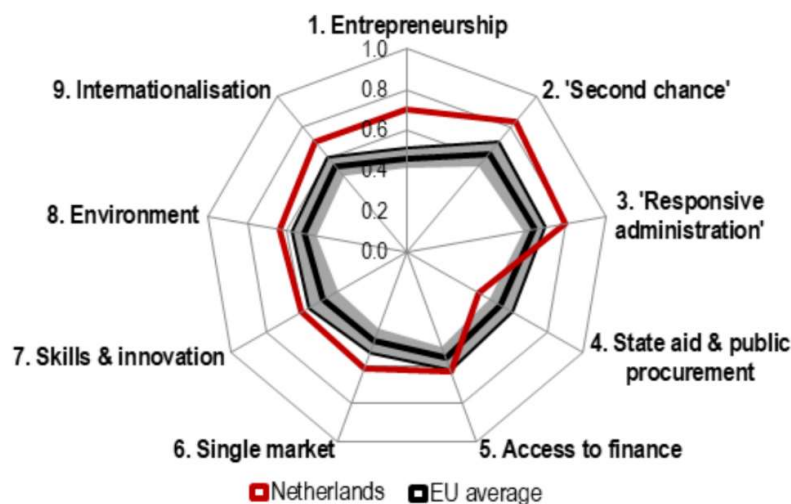 1. Entrepreneurship
1.0
0.8
0.6
0.4
0.2
0.0
2. 'Second chance'
3. 'Responsive
administration'
4. State aid & public
procurement
5. Access to finance
6. Single market
7. Skills & innovation
8. Environment
9. Internationalisation
Netherlands
EU average